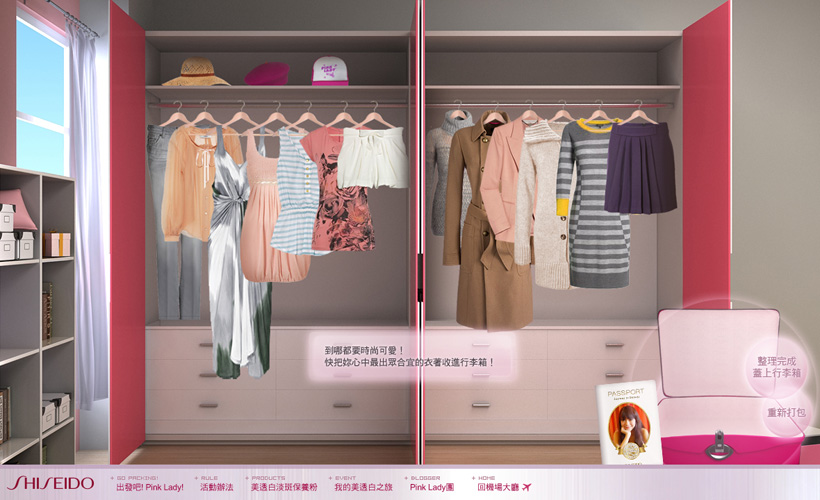 到哪都要時尚可愛！
快把妳心中最出眾合宜的衣著收進行李箱！
整理完成
蓋上行李箱
重新打包
PASSPORT
SHISEIDO
GO PACKING!
出發吧! Pink Lady!
RULE
活動辦法
PRODUCTS
美透白淡斑保養粉
EVENT
我的美透白之旅
BLOGGER
Pink Lady團
HOME
回機場大廳